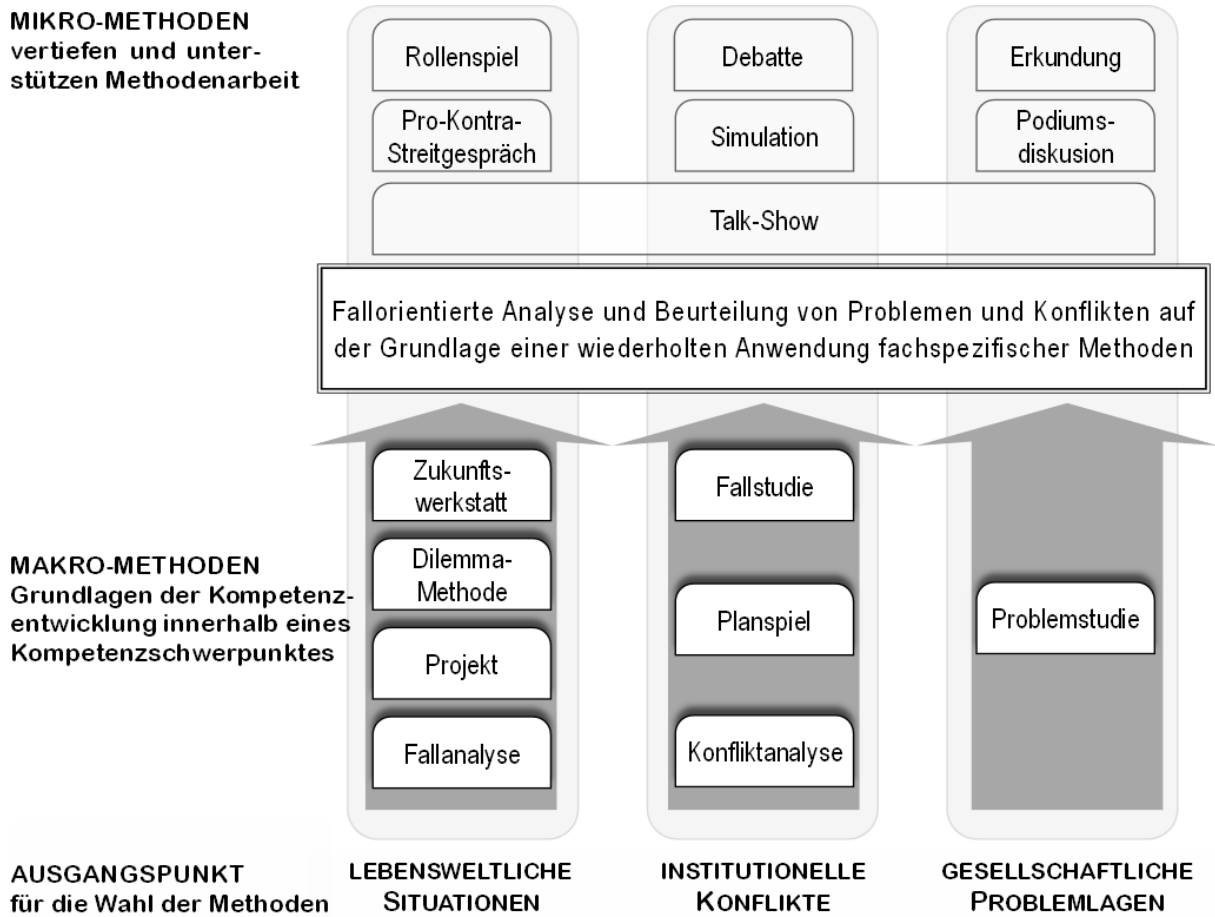 MIKRO-METHODEN
vertiefen und unter-
stützen Methodenarbeit
Rollenspiel
Debatte
Erkundung
Pro-Kontra-
Streitgespräch
Simulation
Podiums-
diskusion
Talk-Show
Fallorientierte Analyse und Beurteilung von Problemen und Konflikten auf
der Grundlage einer wiederholten Anwendung fachspezifischer Methoden
MAKRO-METHODEN
Grundlagen der Kompetenz-
entwicklung innerhalb eines
Kompetenzschwerpunktes
Zukunfts-
werkstatt
Dilemma-
Methode
Projekt
Fallanalyse
Fallstudie
Planspiel
Konfliktanalyse
Problemstudie
AUSGANGSPUNKT
für die Wahl der Methoden
LEBENSWELTLICHE
SITUATIONEN
INSTITUTIONELLE
KONFLIKTE
GESELLSCHAFTLICHE
PROBLEMLAGEN